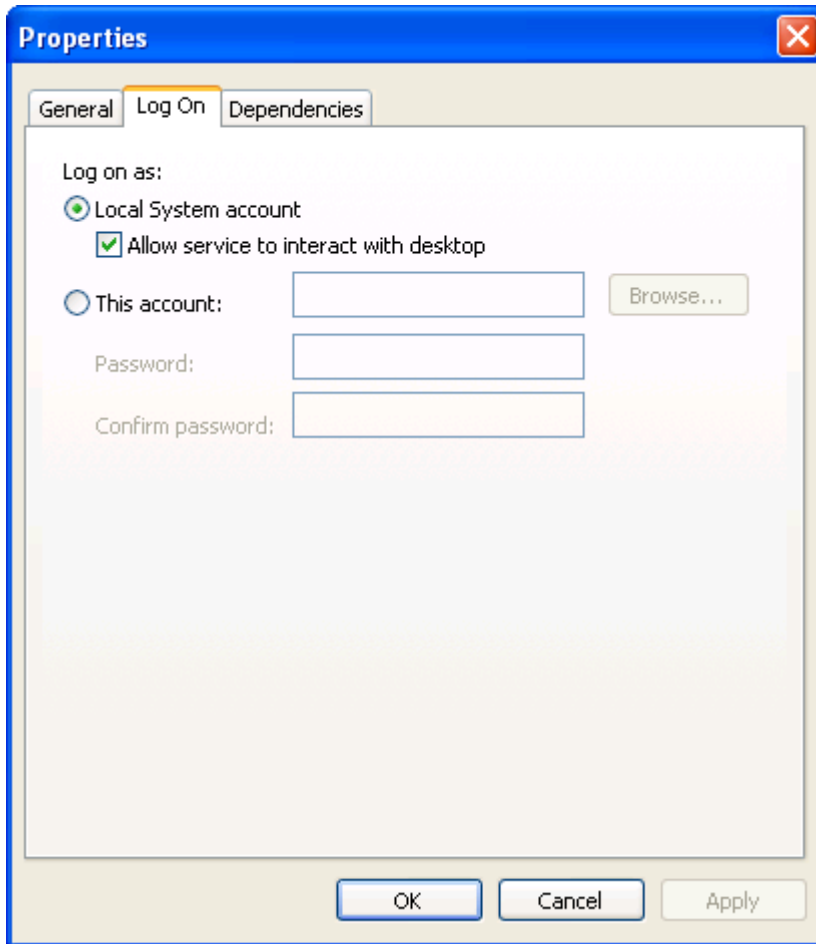 Properties
General Log On Dependencies
Log on as:
Local System account
Allow service to interact with desktop
This account: Browse...
Password:
Confirm password:
OK Cancel Apply